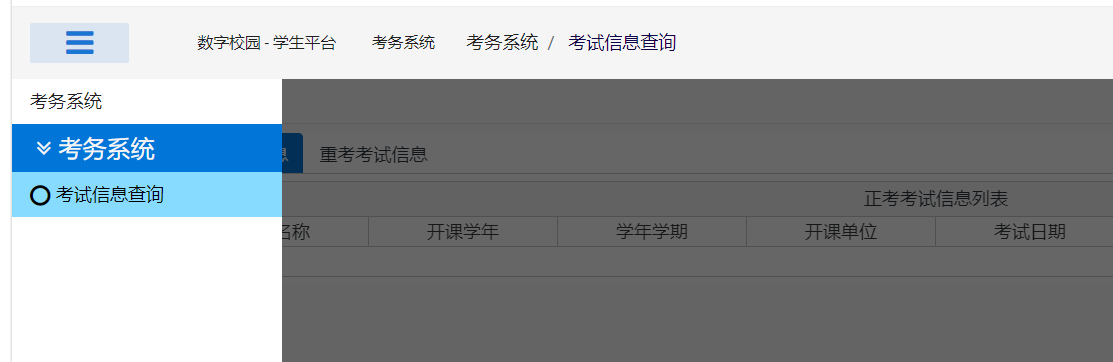 数字校园 - 学生平台 考务系统 考务系统 / 考试信息查询
考务系统
考务系统
考试信息查询
息 重考考试信息
正考考试信息列表
名称 开课学年 学年学期 开课单位 考试日期